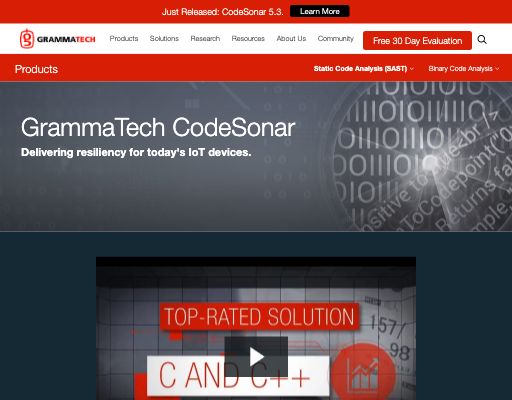 Just Released: CodeSonar 5.3. Learn More
GRAMMATECH Products Solutions Research Resources About Us Community Free 30 Day Evaluation
Products Static Code Analysis (SAST) Binary Code Analysis
GrammaTech CodeSonar
Delivering resiliency for today's IoT devices.
TOP-RATED SOLUTION
157/
98
C AND C++